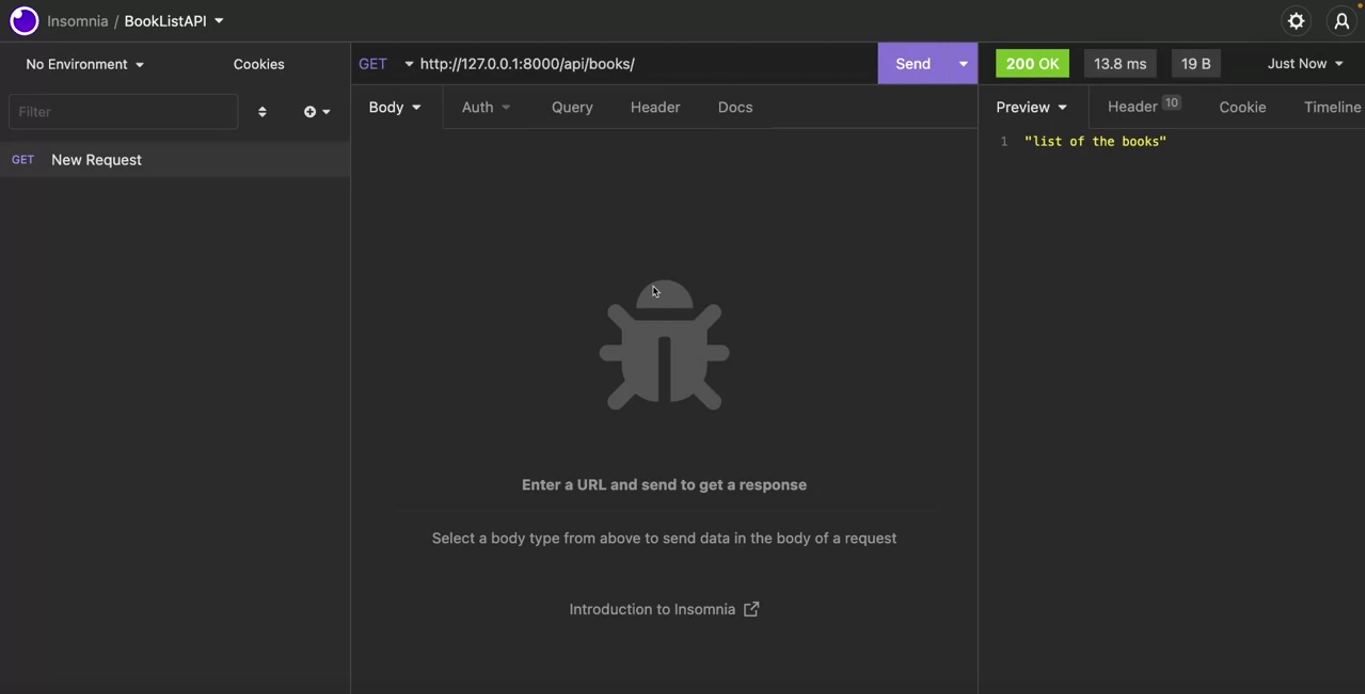 Insomnia / BookListAPI
No Environment Cookies
GET http://127.0.0.1:8000/api/books/ Send
200 OK 13.8 ms 19 B Just Now
Filter
Body Auth Query Header Docs
Preview Header 10 Cookie Timeline
GET New Request
1 "list of the books"
Enter a URL and send to get a response
Select a body type from above to send data in the body of a request
Introduction to Insomnia